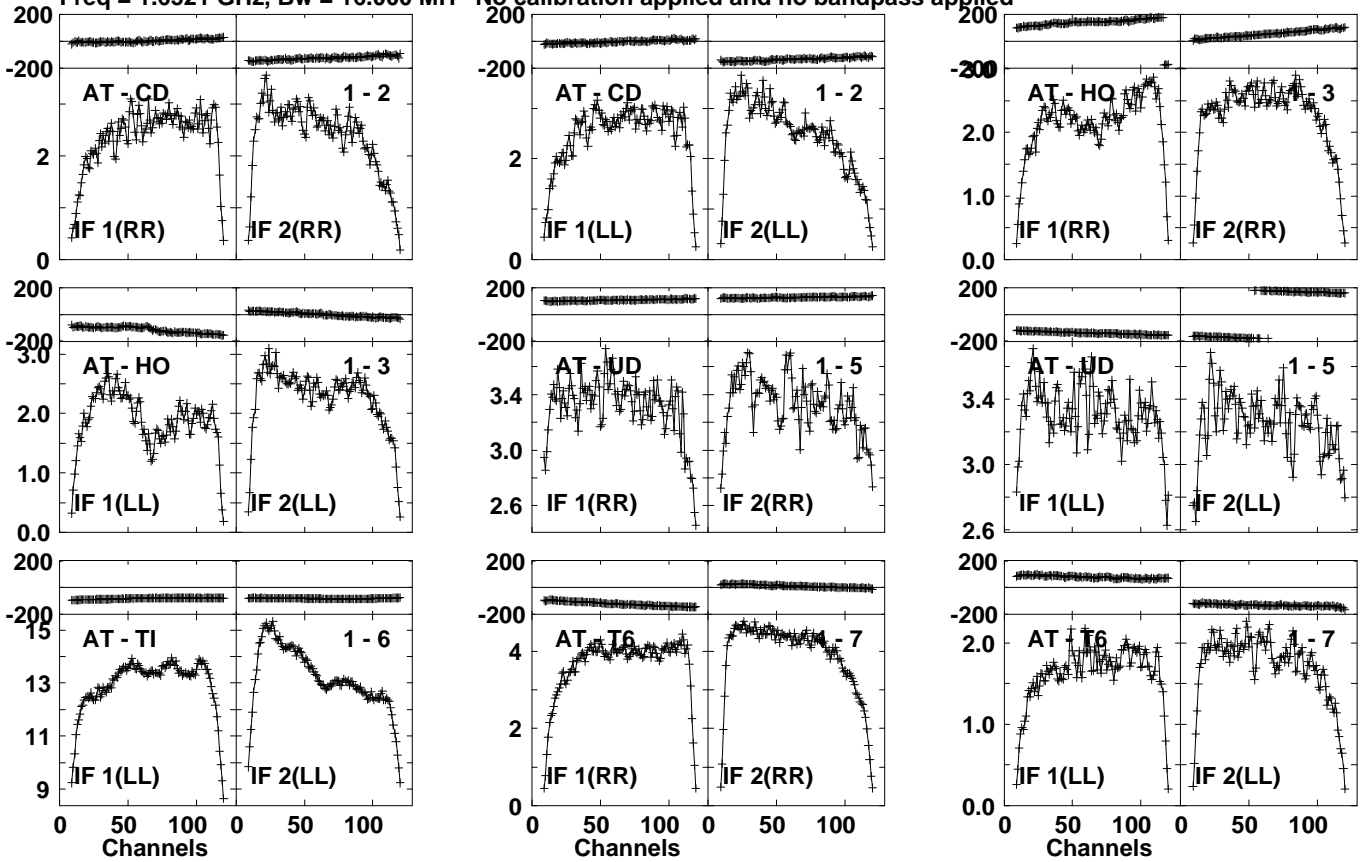 Freq = 1.6521 GHz, Bw = 16.000 MH No calibration applied and no bandpass applied
200 200 200
-200 -200 -200
AT - CD 1 - 2 AT - CD 1 - 2 3.0 AT - HO 1 - 3
2 2 2.0
1.0
IF 1(RR) IF 2(RR) IF 1(LL) IF 2(LL) IF 1(RR) IF 2(RR)
0 0 0.0
200 200 200
-200 -200 -200
3.0 AT - HO 1 - 3 AT - UD 1 - 5 AT - UD 1 - 5
2.0 3.4 3.4
1.0 3.0 3.0
IF 1(LL) IF 2(LL) IF 1(RR) IF 2(RR) IF 1(LL) IF 2(LL)
0.0 2.6 2.6
200 200 200
-200 -200 -200
15 AT - TI 1 - 6 AT - T6 1 - 7 2.0 AT - T6 1 - 7
13 4
11 2 1.0
IF 1(LL) IF 2(LL) IF 1(RR) IF 2(RR) IF 1(LL) IF 2(LL)
9 0 0.0
0 50 100 0 50 100 0 50 100 0 50 100 0 50 100 0 50 100
Channels Channels Channels